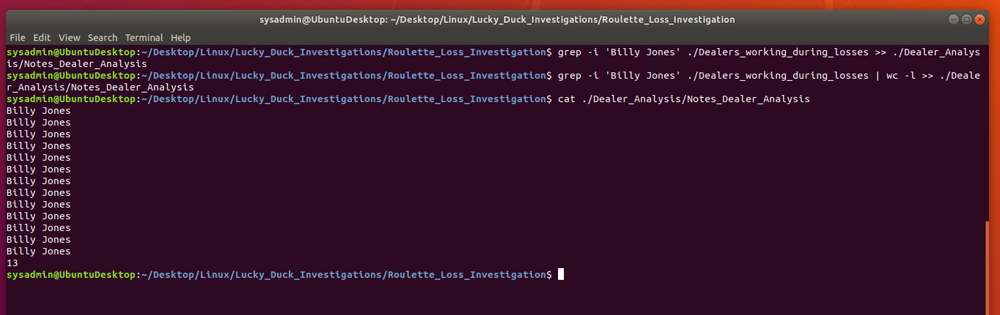 sysadmin@UbuntuDesktop: ~/Desktop/Linux/Lucky_Duck_Investigations/Roulette_Loss_Investigation
File Edit View Search Terminal Help
sysadmin@UbuntuDesktop:~/Desktop/Linux/Lucky_Duck_Investigations/Roulette_Loss_Investigation$ grep -i 'Billy Jones' ./Dealers_working_during_losses >> ./Dealer_Analys
is/Notes_Dealer_Analysis
sysadmin@UbuntuDesktop:~/Desktop/Linux/Lucky_Duck_Investigations/Roulette_Loss_Investigation$ grep -i 'Billy Jones' ./Dealers_working_during_losses | wc -l >> ./Deale
r_Analysis/Notes_Dealer_Analysis
sysadmin@UbuntuDesktop:~/Desktop/Linux/Lucky_Duck_Investigations/Roulette_Loss_Investigation$ cat ./Dealer_Analysis/Notes_Dealer_Analysis
Billy Jones
Billy Jones
Billy Jones
Billy Jones
Billy Jones
Billy Jones
Billy Jones
Billy Jones
Billy Jones
Billy Jones
Billy Jones
Billy Jones
Billy Jones
13
sysadmin@UbuntuDesktop:~/Desktop/Linux/Lucky_Duck_Investigations/Roulette_Loss_Investigation$